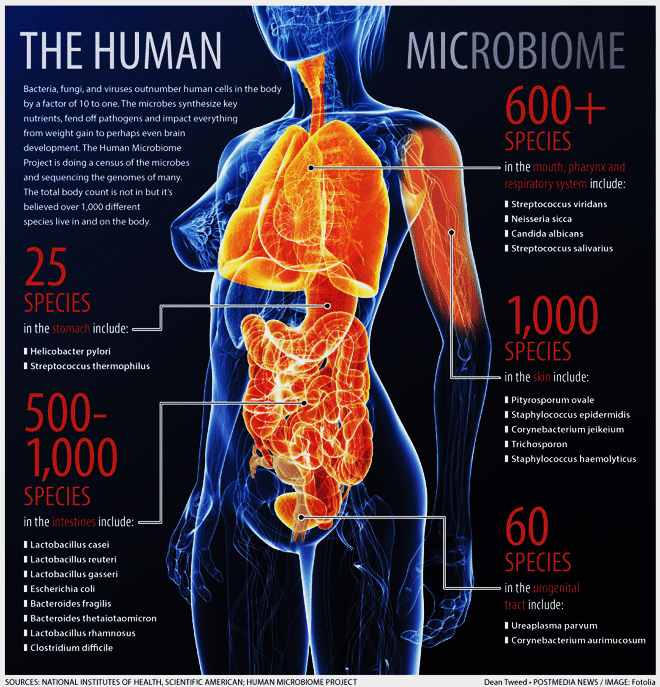 THE HUMAN MICROBIOME
Bacteria, fungi, and viruses outnumber human cells in the body
by a factor of 10 to one. The microbes synthesize key
nutrients, fend off pathogens and impact everything
from weight gain to perhaps even brain
development. The Human Microbiome
Project is doing a census of the microbes
and sequencing the genomes of many.
The total body count is not in but it's
believed over 1,000 different
species live in and on the body.
600+
SPECIES
in the mouth, pharynx and
respiratory system include:
Streptococcus viridans
Neisseria sicca
Candida albicans
Streptococcus salivarius
25
SPECIES
in the stomach include:
Helicobacter pylori
Streptococcus thermophilus
1,000
SPECIES
in the skin include:
Pityrosporum ovale
Staphylococcus epidermidis
Corynebacterium jeikeium
Trichosporon
Staphylococcus haemolyticus
500-
1,000
SPECIES
in the intestines include:
Lactobacillus casei
Lactobacillus reuteri
Lactobacillus gasseri
Escherichia coli
Bacteroides fragilis
Bacteroides thetaiotaomicron
Lactobacillus rhamnosus
Clostridium difficile
60
SPECIES
in the urogenital
tract include:
Ureaplasma parvum
Corynebacterium aurimucosum
SOURCES: NATIONAL INSTITUTES OF HEALTH, SCIENTIFIC AMERICAN; HUMAN MICROBIOME PROJECT
Dean Tweed • POSTMEDIA NEWS / IMAGE: Fotolia